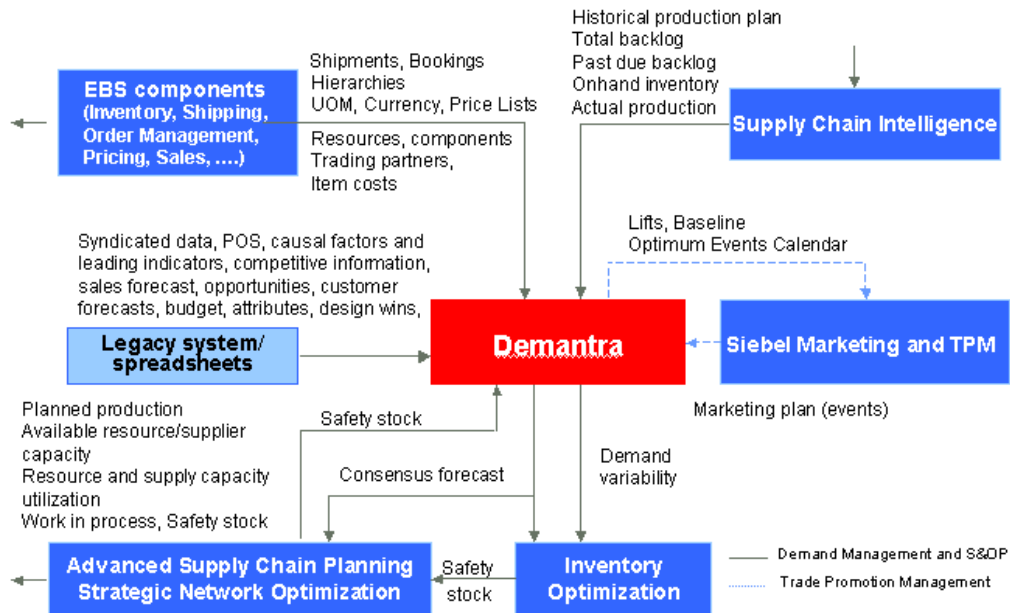 Historical production plan
Total backlog
Past due backlog
Onhand inventory
Actual production
Shipments, Bookings
Hierarchies
UOM, Currency, Price Lists
EBS components
(Inventory, Shipping,
Order Management,
Pricing, Sales, ....)
Resources, components
Trading partners,
Item costs
Supply Chain Intelligence
Lifts, Baseline
Optimum Events Calendar
Syndicated data, POS, causal factors and
leading indicators, competitive information,
sales forecast, opportunities, customer
forecasts, budget, attributes, design wins,
Legacy system/
spreadsheets
Demantra
Siebel Marketing and TPM
Marketing plan (events)
Planned production
Available resource/supplier
capacity
Resource and supply capacity
utilization
Work in process, Safety stock
Safety stock
Consensus forecast
Demand
variability
Advanced Supply Chain Planning
Strategic Network Optimization
Safety
stock
Inventory
Optimization
Demand Management and S&OP
Trade Promotion Management